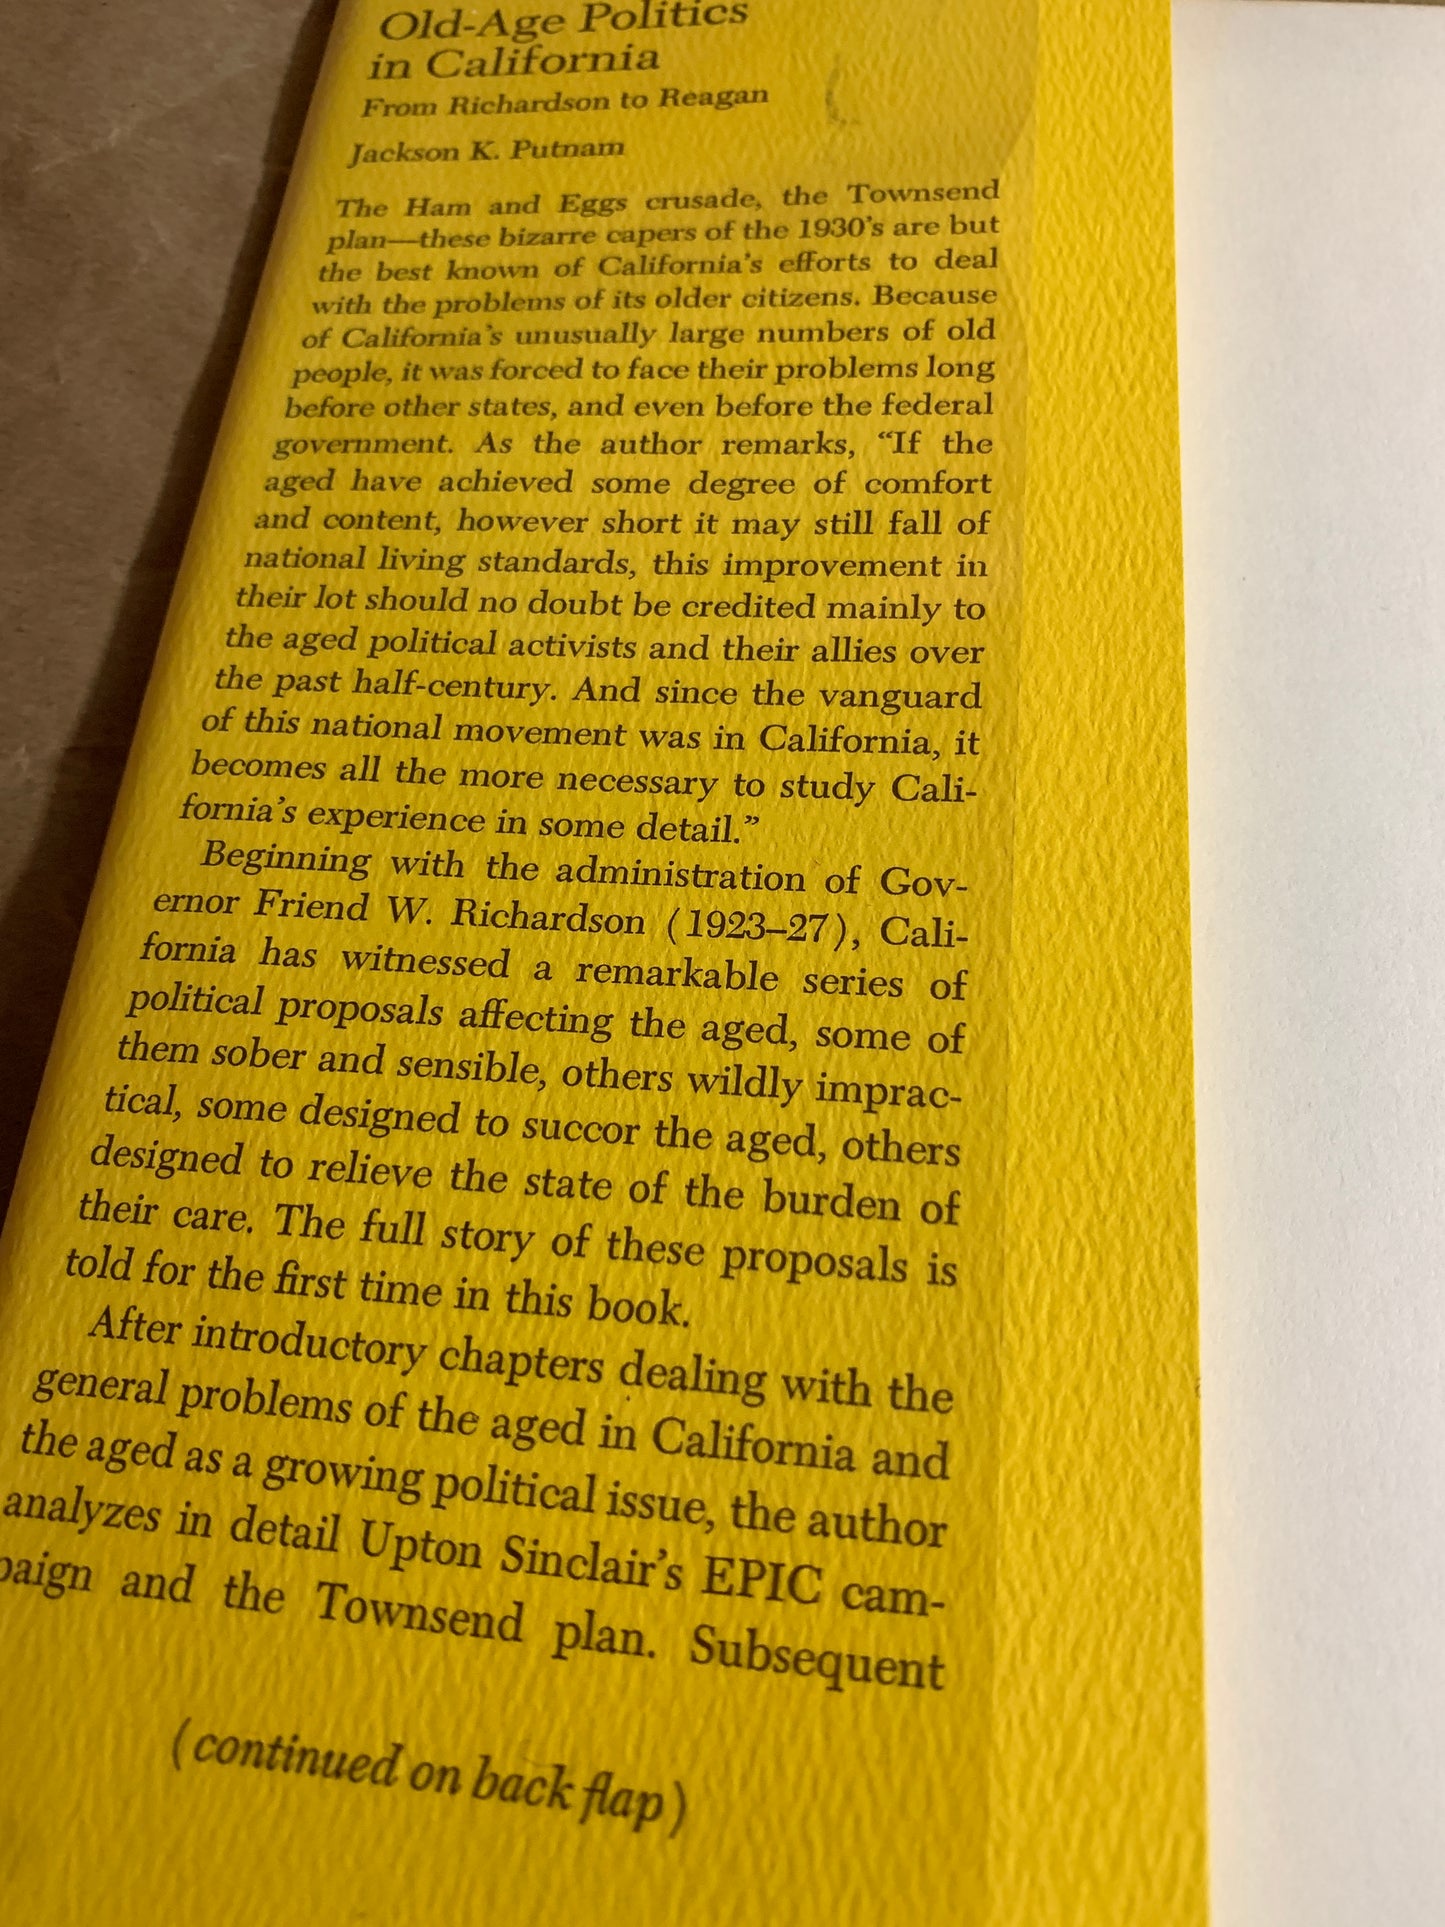 Old-Age Politics
in California
From Richardson to Reagan
Jackson K. Putnam
The Ham and Eggs crusade, the Townsend
plan—these bizarre capers of the 1930's are but
the best known of California's efforts to deal
with the problems of its older citizens. Because
of California's unusually large numbers of old
people, it was forced to face their problems long
before other states, and even before the federal
government. As the author remarks, “If the
aged have achieved some degree of comfort
and content, however short it may still fall of
national living standards, this improvement in
their lot should no doubt be credited mainly to
the aged political activists and their allies over
the past half-century. And since the vanguard
of this national movement was in California, it
becomes all the more necessary to study Cali-
fornia's experience in some detail.”
Beginning with the administration of Gov-
ernor Friend W. Richardson (1923–27), Cali-
fornia has witnessed a remarkable series of
political proposals affecting the aged, some of
them sober and sensible, others wildly imprac-
tical, some designed to succor the aged, others
designed to relieve the state of the burden of
their care. The full story of these proposals is
told for the first time in this book.
After introductory chapters dealing with the
general problems of the aged in California and
the aged as a growing political issue, the author
analyzes in detail Upton Sinclair's EPIC cam-
paign and the Townsend plan. Subsequent
(continued on back flap)